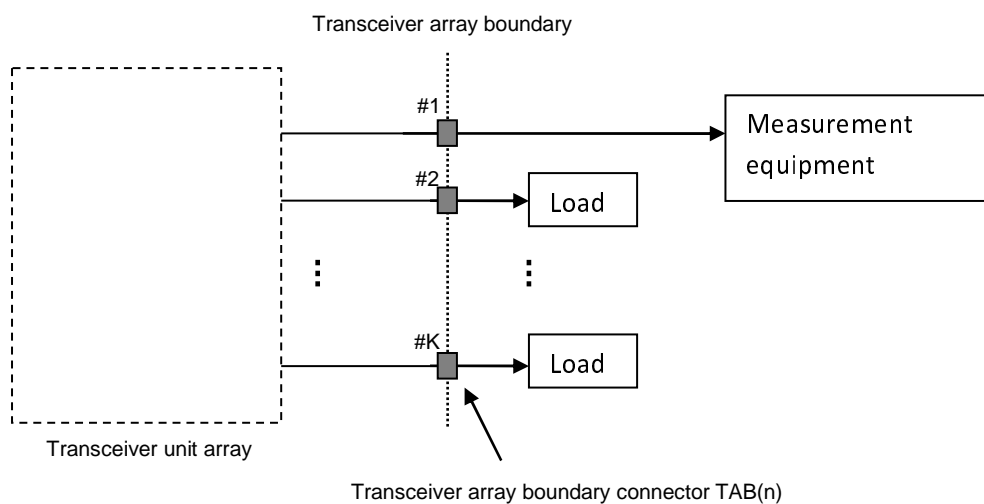 Transceiver array boundary
#1
Measurement
equipment
#2
Load
#K
Load
Transceiver unit array
Transceiver array boundary connector TAB(n)